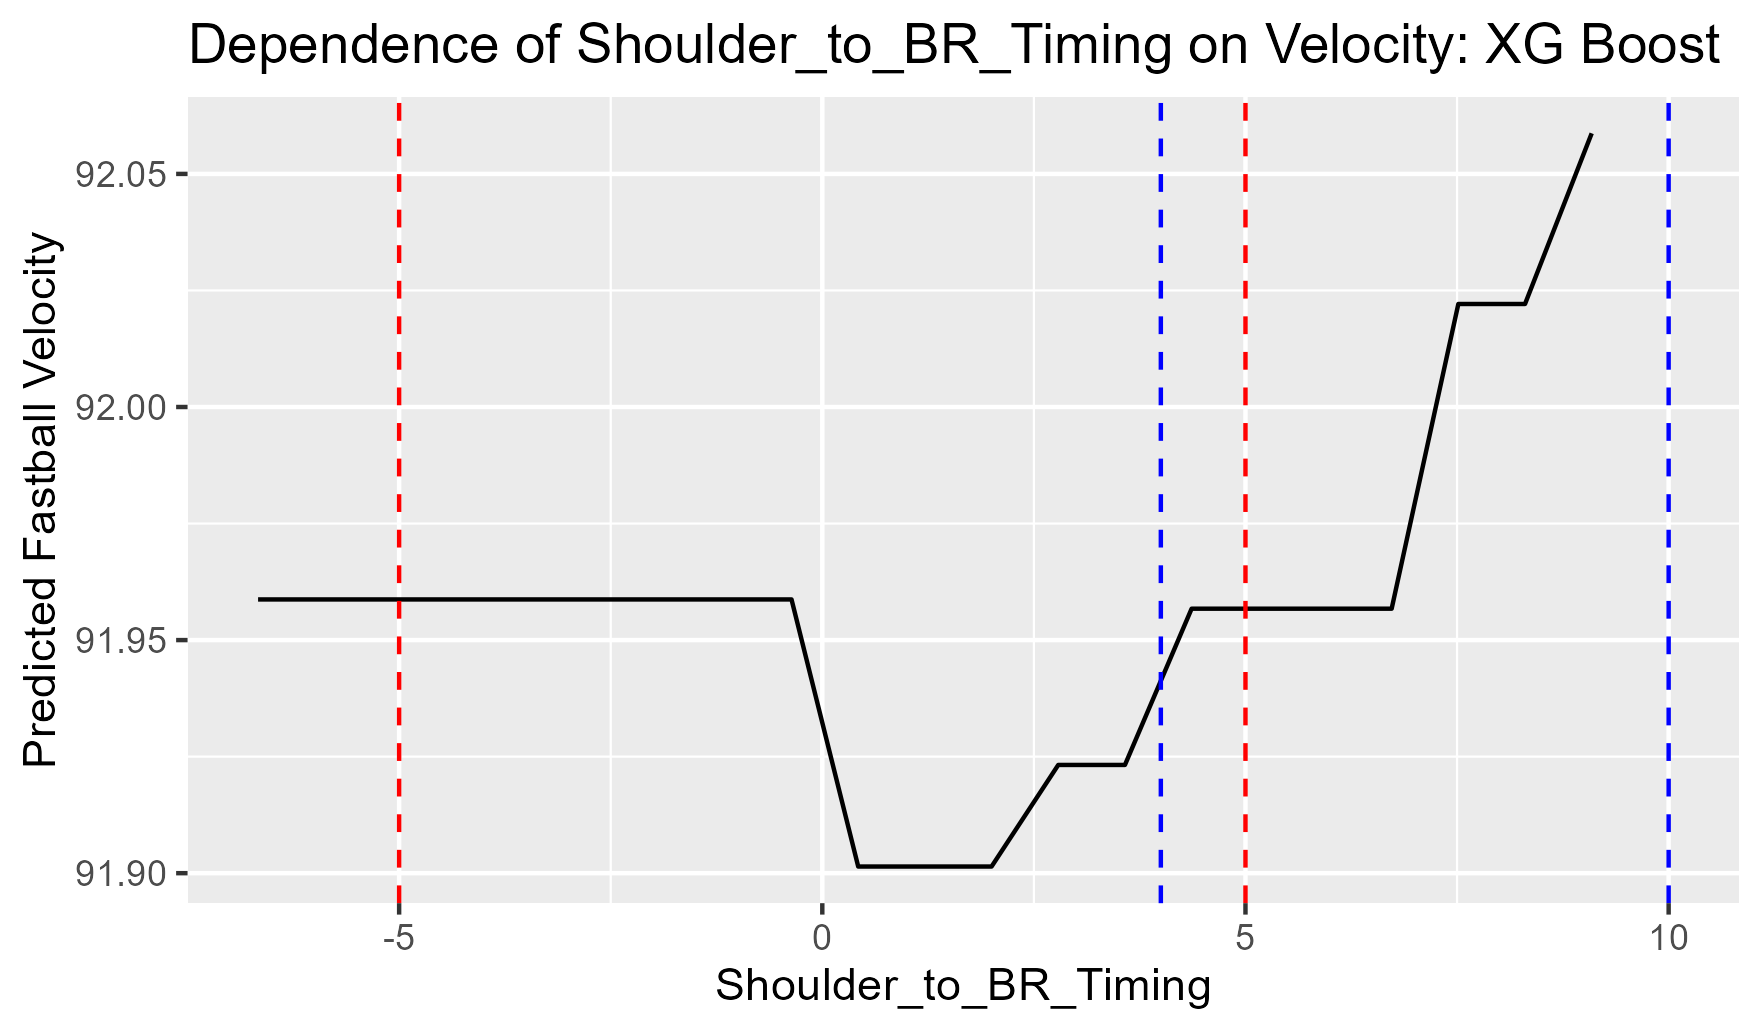 Dependence of Shoulder_to_BR_Timing on Velocity: XG Boost
Predicted Fastball Velocity
92.05
92.00
91.95
91.90
-5 0 5 10
Shoulder_to_BR_Timing